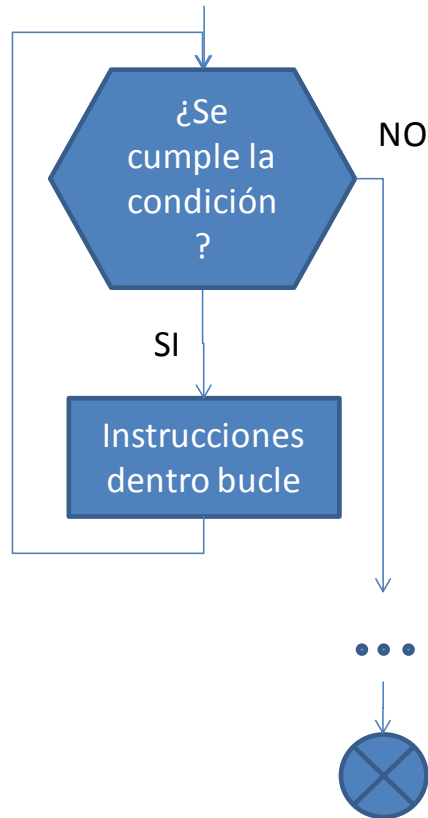 ¿Se
cumple la
condición
?
NO
SI
Instrucciones
dentro bucle